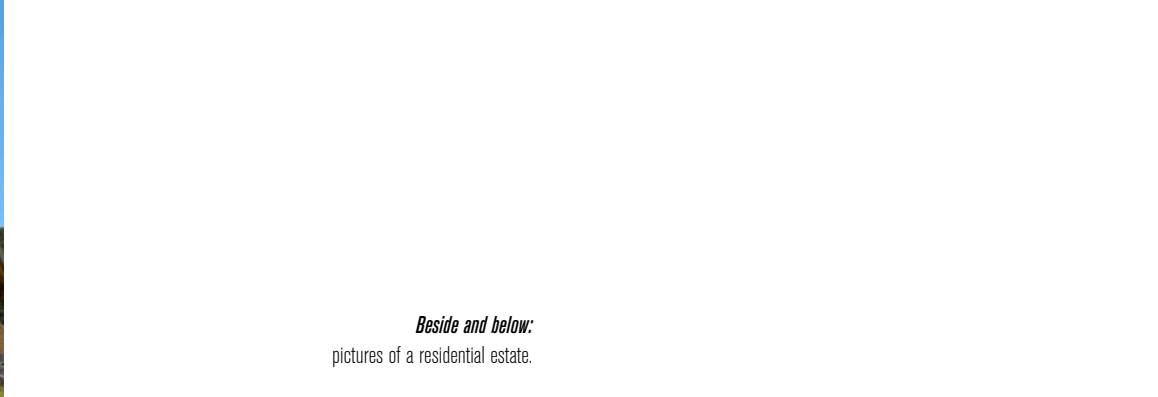 Beside and below:
pictures of a residential estate.